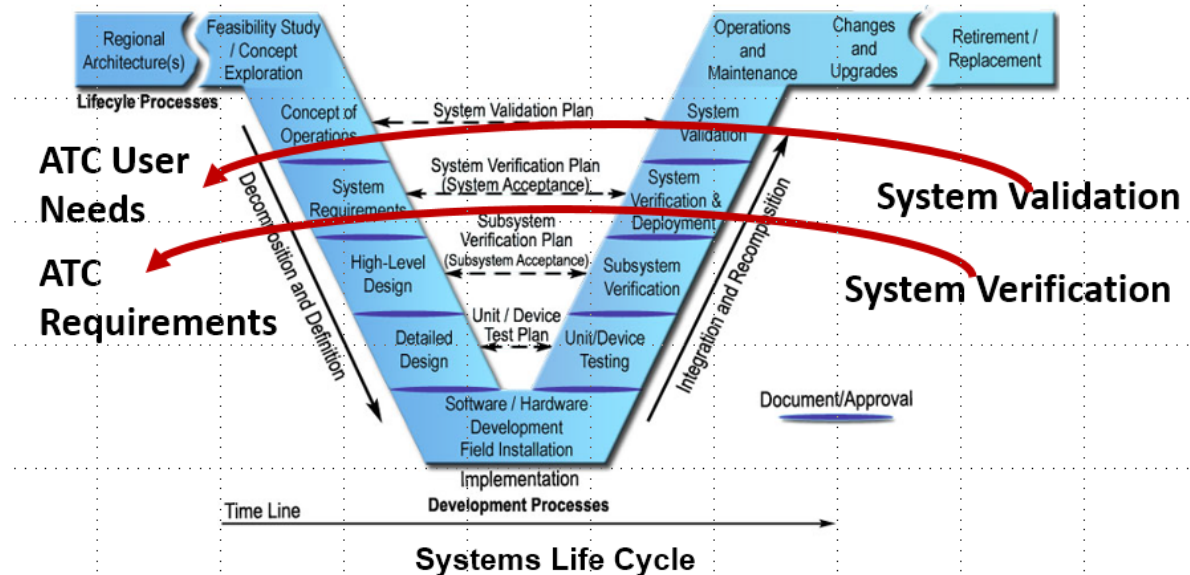 Regional
Architecture(s)
Feasibility Study
/ Concept
Exploration
Operations
and
Maintenance
Changes
and
Upgrades
Retirement /
Replacement
Lifecyle Processes
Concept of
Operations
System Validation Plan
System
Validation
ATC User
Needs
System Validation
System
Requirements
System Verification Plan
(System Acceptance)
System
Verification &
Deployment
Subsystem
Verification Plan
(Subsystem Acceptance)
ATC
Requirements
System Verification
High-Level
Design
Subsystem
Verification
Decomposition and Definition
Integration and Recomposition
Unit / Device
Test Plan
Detailed
Design
Unit/Device
Testing
Document/Approval
Software / Hardware
Development
Field Installation
Implementation
Development Processes
Time Line
Systems Life Cycle